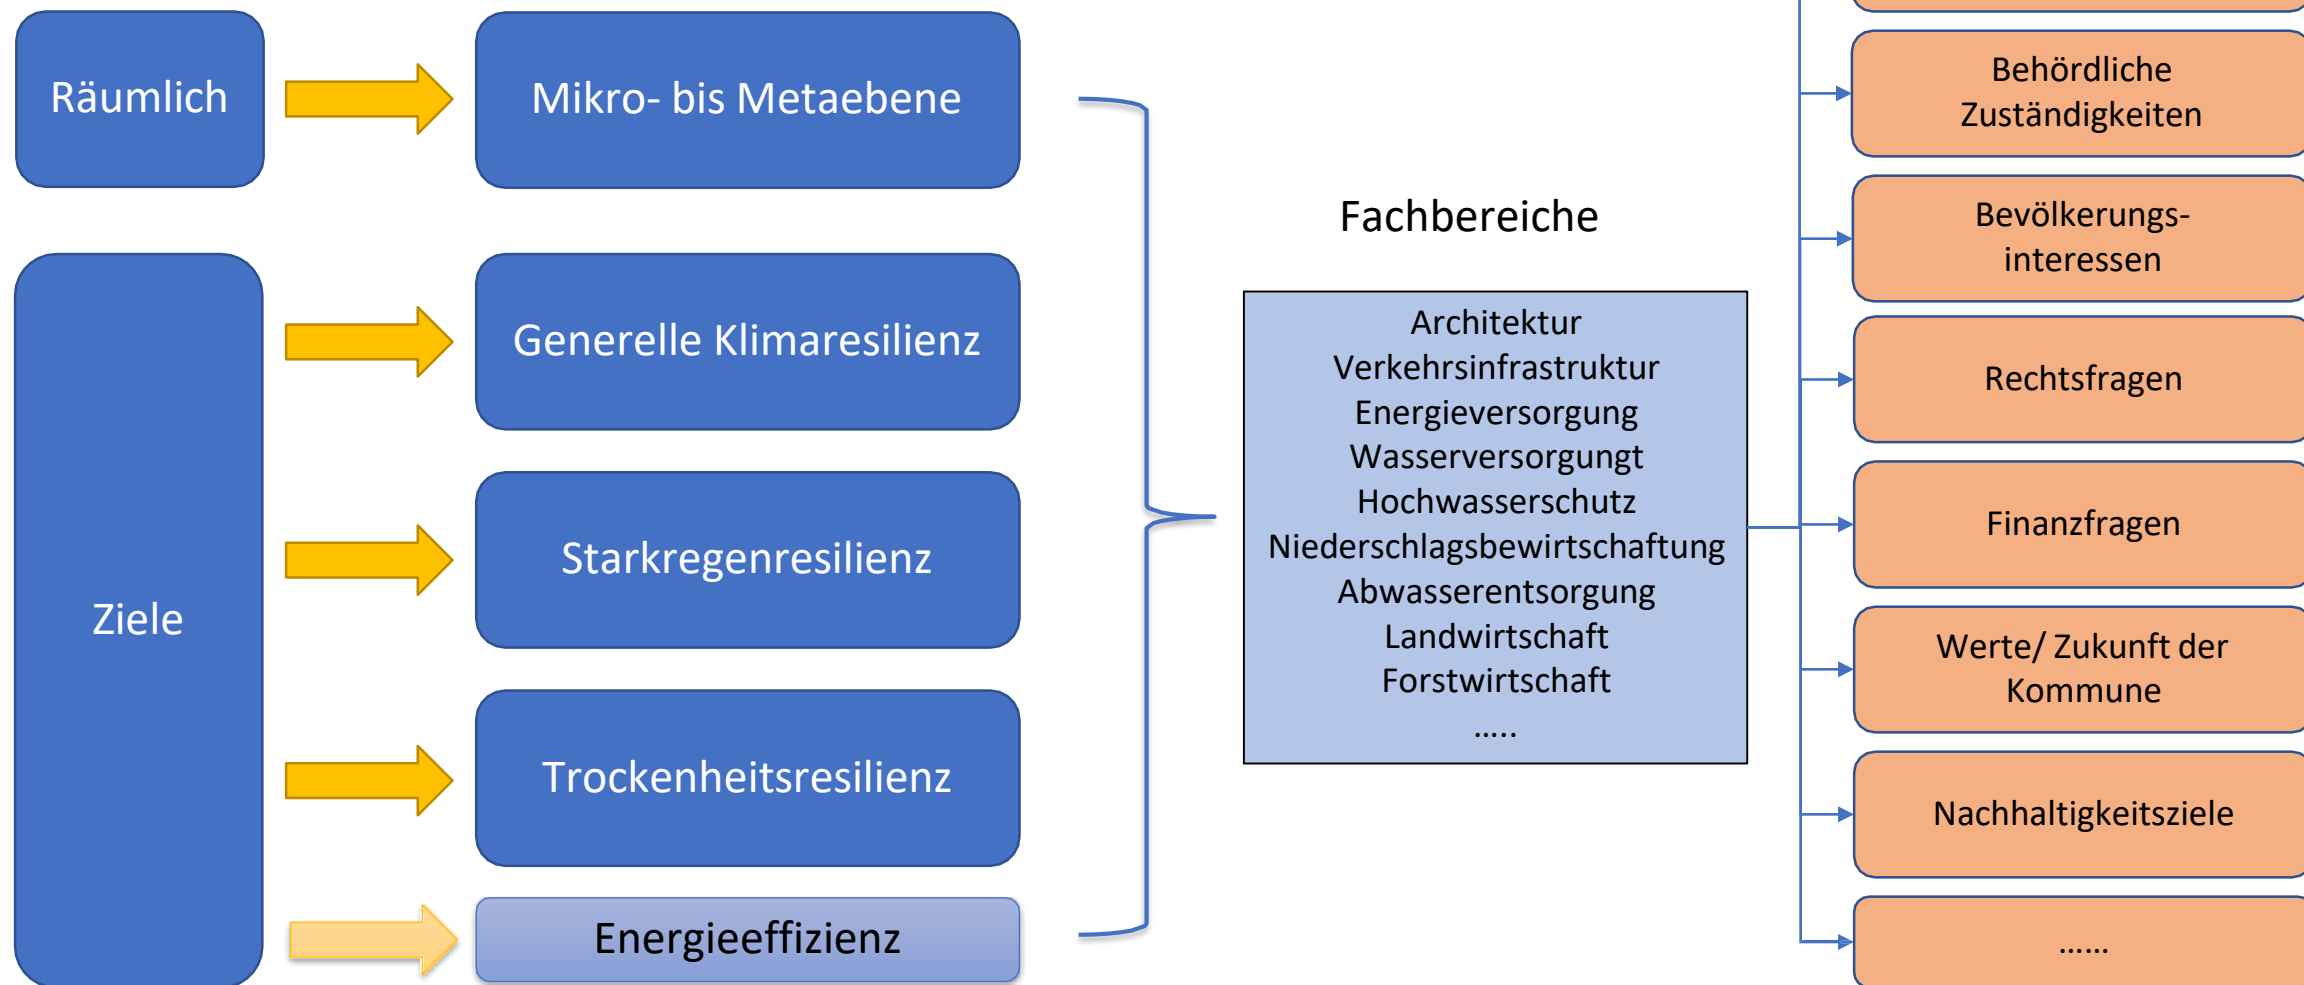 Räumlich
Mikro- bis Metaebene
Ziele
Generelle Klimaresilienz
Starkregenresilienz
Trockenheitsresilienz
Energieeffizienz
Fachbereiche
Architektur
Verkehrsinfrastruktur
Energieversorgung
Wasserversorgungt
Hochwasserschutz
Niederschlagsbewirtschaftung
Abwasserentsorgung
Landwirtschaft
Forstwirtschaft
.....
Behördliche
Zuständigkeiten
Bevölkerungs-
interessen
Rechtsfragen
Finanzfragen
Werte/ Zukunft der
Kommune
Nachhaltigkeitsziele
......